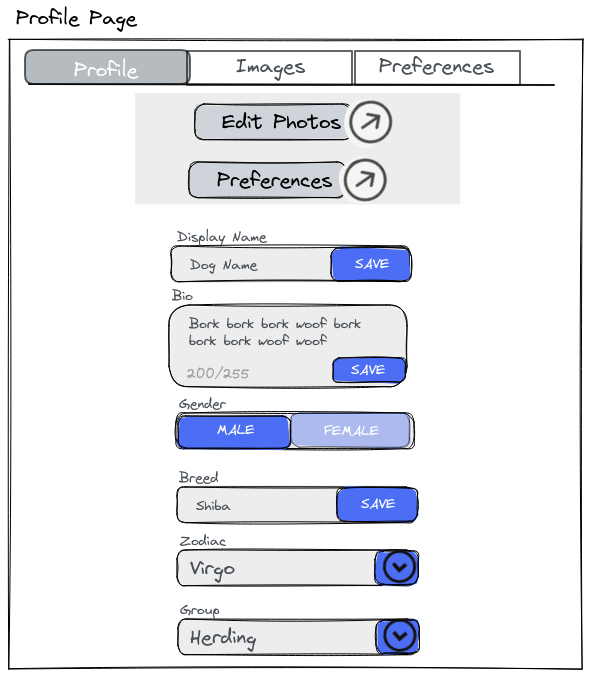 Profile Page
Profile Images Preferences
Edit Photos
Preferences
Display Name
Dog Name SAVE
Bio
Bork bork bork woof bork
bork bork woof woof
200/255 SAVE
Gender
MALE FEMALE
Breed
Shiba SAVE
Zodiac
Virgo
Group
Herding